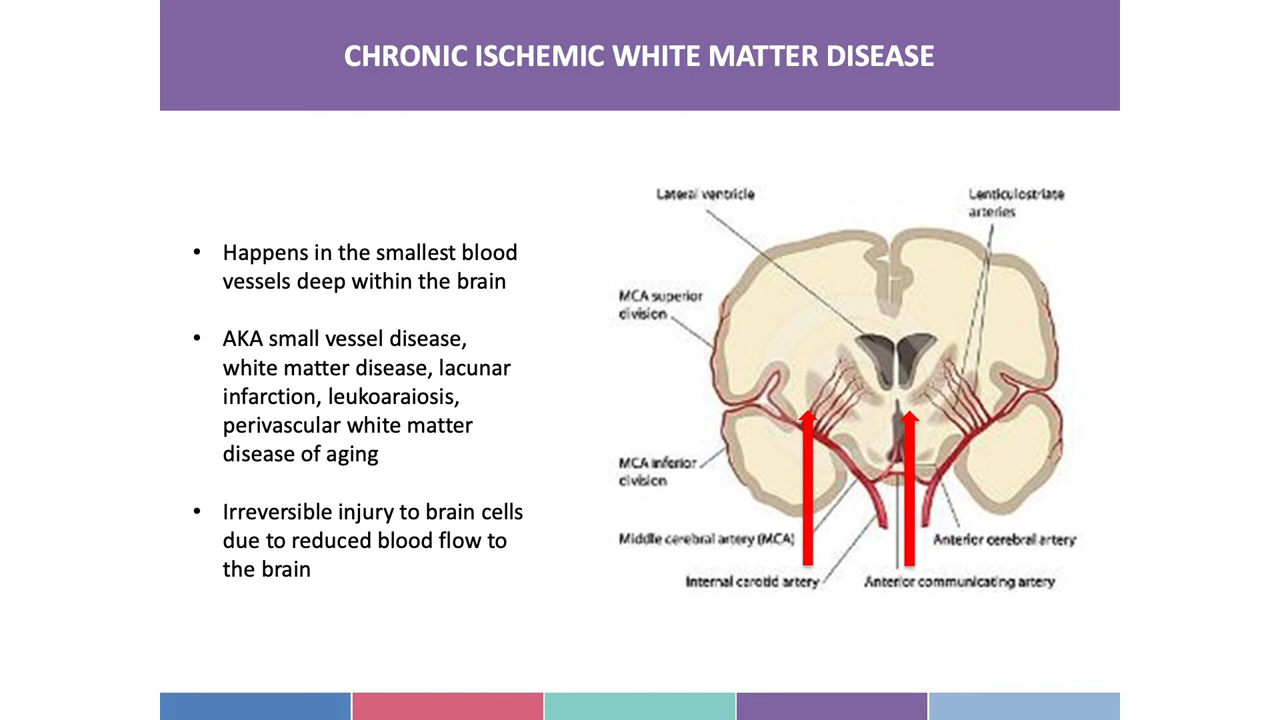 CHRONIC ISCHEMIC WHITE MATTER DISEASE
• Happens in the smallest blood
vessels deep within the brain
• AKA small vessel disease,
white matter disease, lacunar
infarction, leukoaraiosis,
perivascular white matter
disease of aging
• Irreversible injury to brain cells
due to reduced blood flow to
the brain
Lateral ventricle
Lenticulostriate
arteries
MCA superior
division
MCA inferior
division
Middle cerebral artery (MCA)
Anterior cerebral artery
Internal carotid artery
Anterior communicating artery